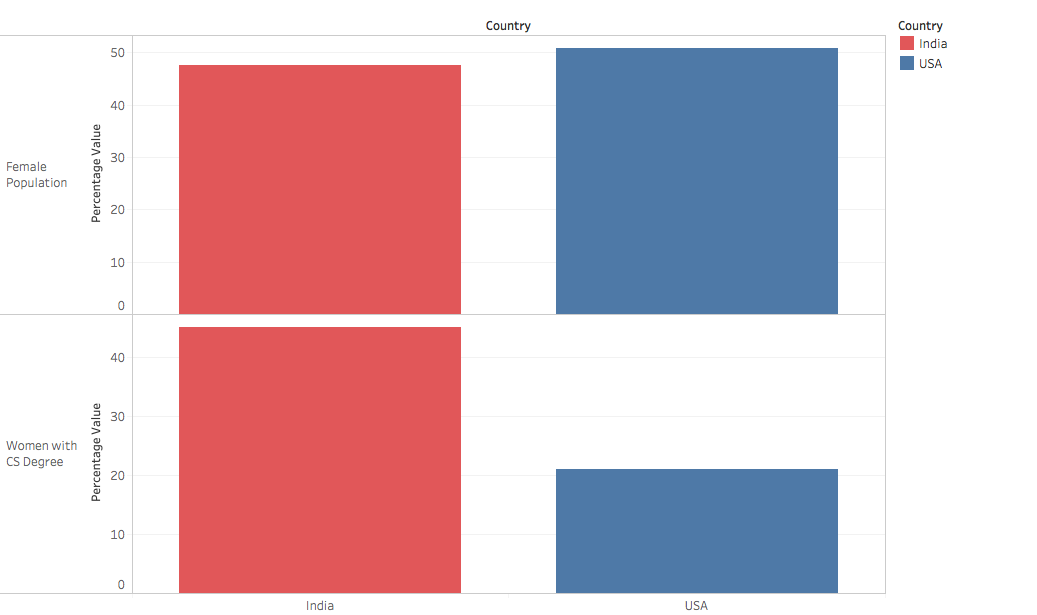 Country
Country
India
USA
50
40
30
20
10
0
Percentage Value
Female
Population
40
30
20
10
0
Percentage Value
Women with
CS Degree
India
USA